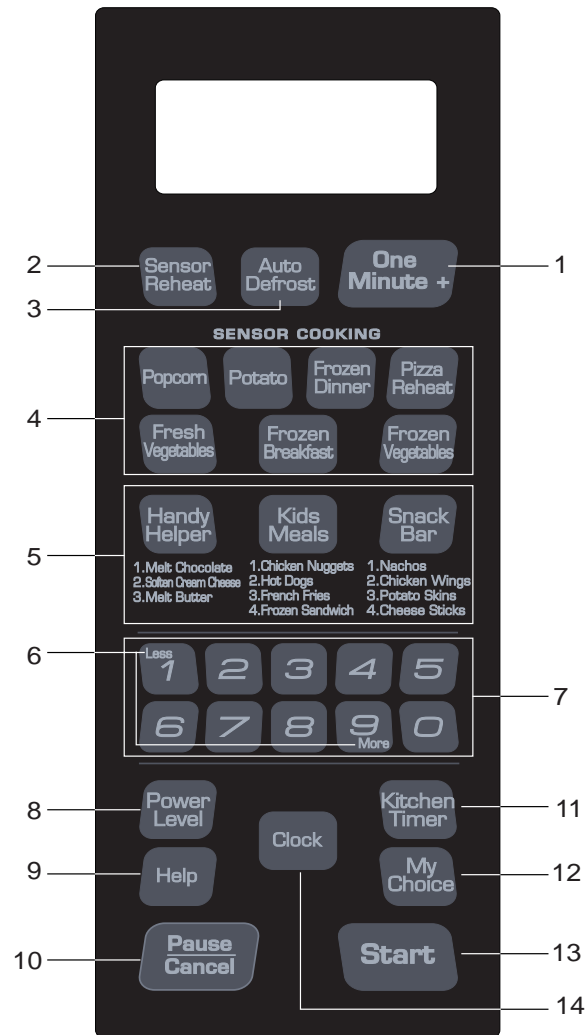 One
Minute +
1
2
Sensor
Reheat
Auto
Defrost
3
SENSOR COOKING
4
Popcorn
Potato
Frozen
Dinner
Pizza
Reheat
Fresh
Vegetables
Frozen
Breakfast
Frozen
Vegetables
5
Handy
Helper
1.Melt Chocolate
2.Soften Cream Cheese
3.Melt Butter
Kids
Meals
1.Chicken Nuggets
2.Hot Dogs
3.French Fries
4.Frozen Sandwich
Snack
Bar
1.Nachos
2.Chicken Wings
3.Potato Skins
4.Cheese Sticks
6
Less
1
2
3
4
5
7
6
7
8
9
More
0
8
Power
Level
Kitchen
Timer
11
Clock
9
Help
My
Choice
12
10
Pause
Cancel
Start
13
14